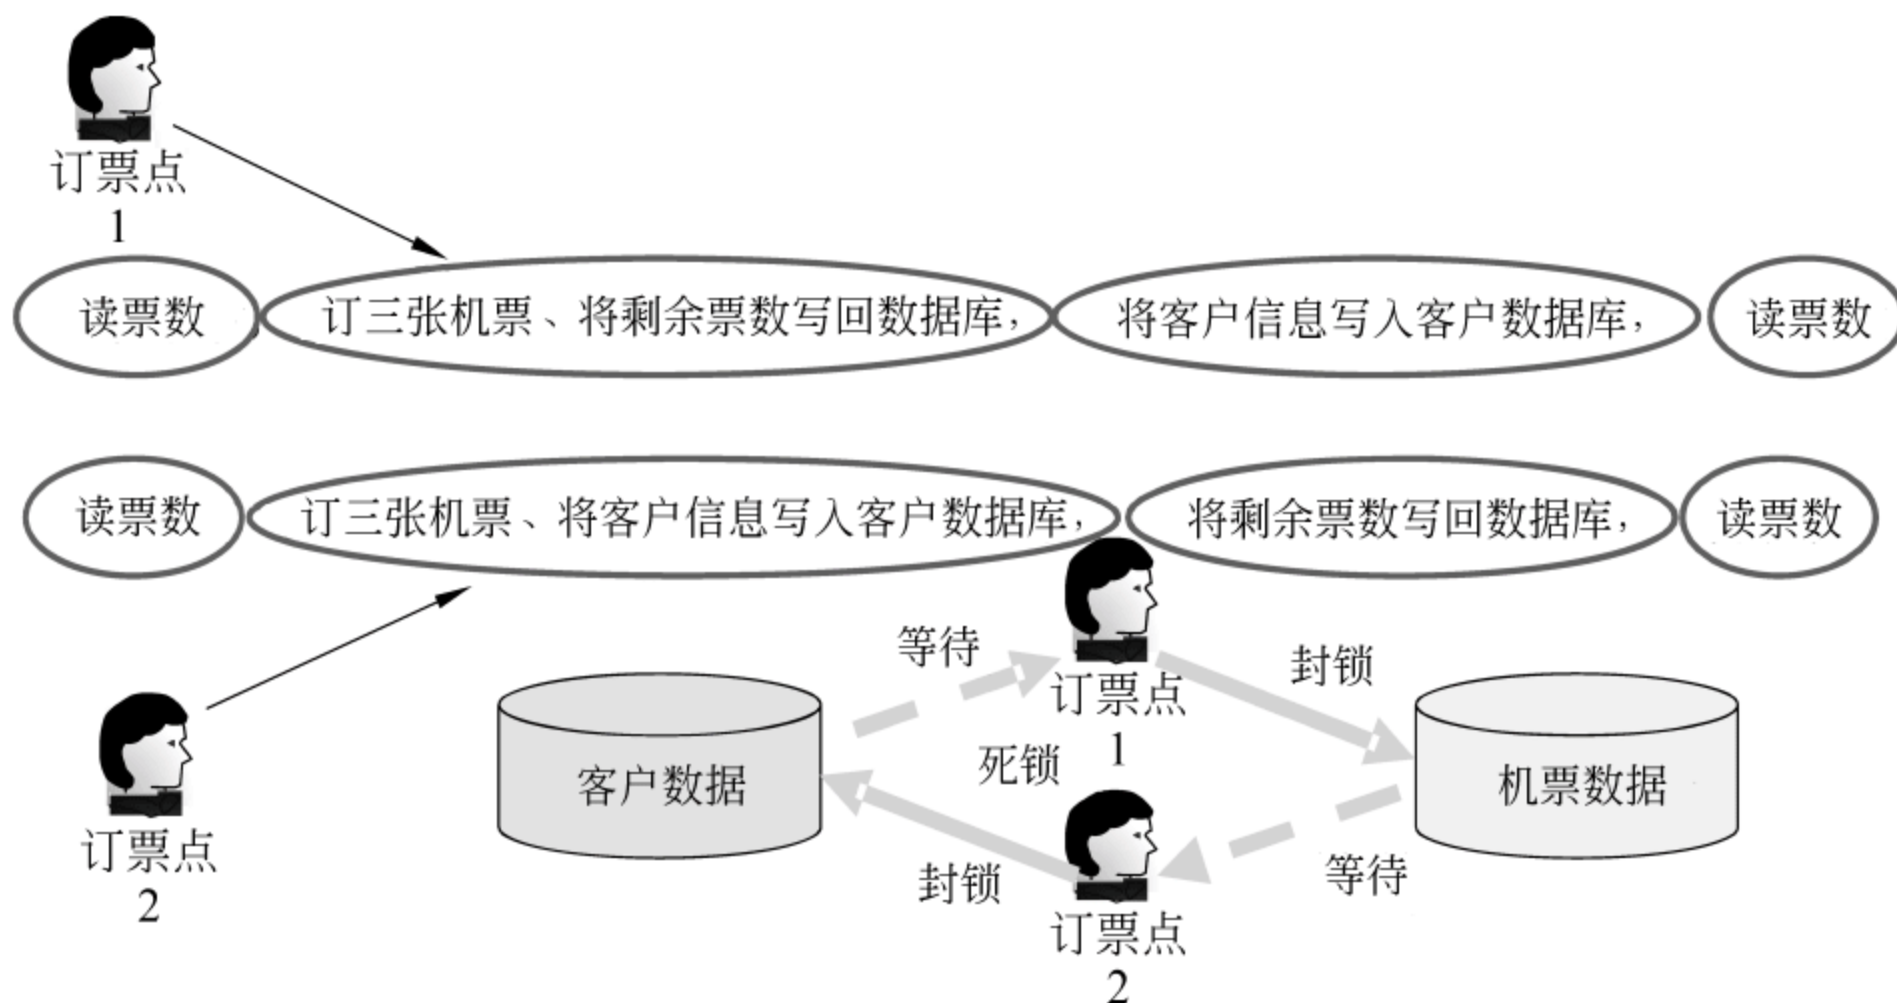 订票点
1
读票数
订三张机票、将剩余票数写回数据库，
将客户信息写入客户数据库，
读票数
读票数
订三张机票、将客户信息写入客户数据库，
将剩余票数写回数据库，
读票数
订票点
2
客户数据
等待
订票点
1
封锁
死锁
机票数据
封锁
等待
订票点
2